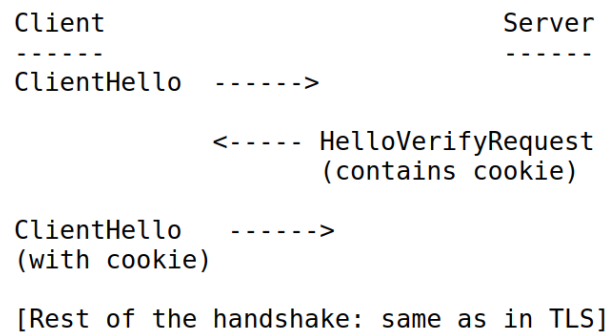 Client                          Server
------                          ------
ClientHello  ------>
<----- HelloVerifyRequest
(contains cookie)
ClientHello   ------>
(with cookie)
[Rest of the handshake: same as in TLS]